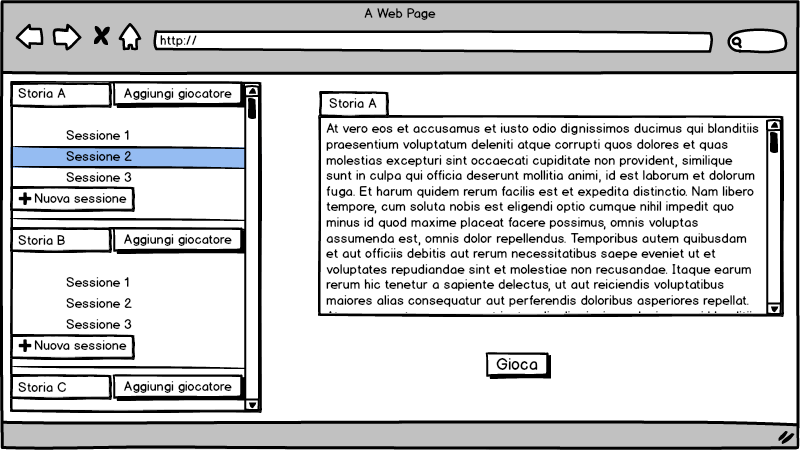 A Web Page
http://
Storia A
Aggiungi giocatore
Sessione 1
Sessione 2
Sessione 3
Nuova sessione
Storia B
Aggiungi giocatore
Sessione 1
Sessione 2
Sessione 3
Nuova sessione
Storia C
Aggiungi giocatore
Storia A
At vero eos et accusamus et iusto odio dignissimos ducimus qui blanditiis
praesentium voluptatum deleniti atque corrupti quos dolores et quas
molestias excepturi sint occaecati cupiditate non provident, similique
sunt in culpa qui officia deserunt mollitia animi, id est laborum et dolorum
fuga. Et harum quidem rerum facilis est et expedita distinctio. Nam libero
tempore, cum soluta nobis est eligendi optio cumque nihil impedit quo
minus id quod maxime placeat facere possimus, omnis voluptas
assumenda est, omnis dolor repellendus. Temporibus autem quibusdam
et aut officiis debitis aut rerum necessitatibus saepe eveniet ut et
voluptates repudiandae sint et molestiae non recusandae. Itaque earum
rerum hic tenetur a sapiente delectus, ut aut reiciendis voluptatibus
maiores alias consequatur aut perferendis doloribus asperiores repellat.
Gioca